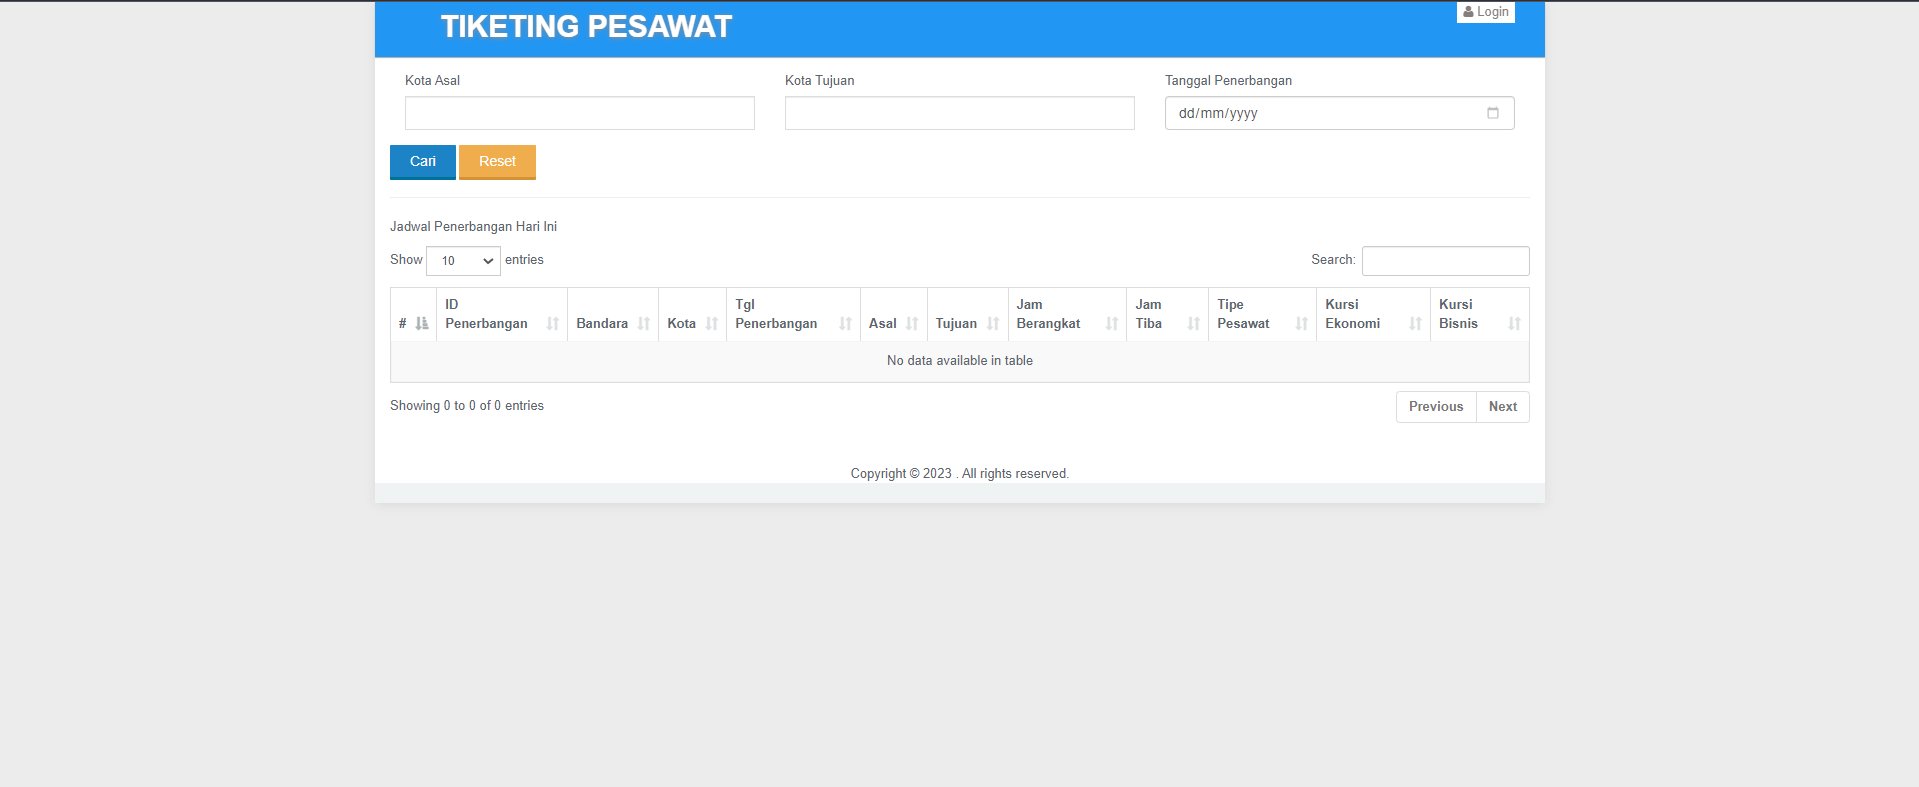 TIKETING PESAWAT
Login
Kota Asal
Kota Tujuan
Tanggal Penerbangan
dd/mm/yyyy
Cari
Reset
Jadwal Penerbangan Hari Ini
Show 10 entries
Search:
#
ID Penerbangan
Bandara
Kota
Tgl Penerbangan
Asal
Tujuan
Jam Berangkat
Jam Tiba
Tipe Pesawat
Kursi Ekonomi
Kursi Bisnis
No data available in table
Showing 0 to 0 of 0 entries
Previous
Next
Copyright © 2023 . All rights reserved.